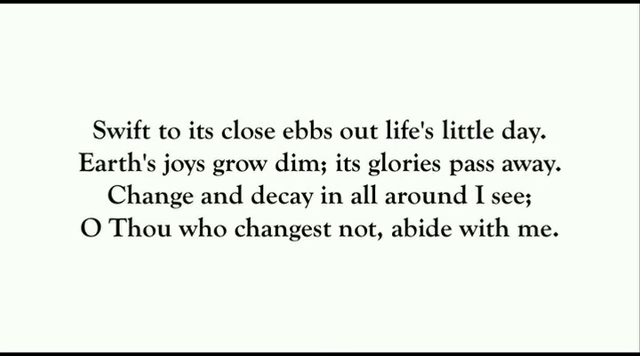 Swift to its close ebbs out life's little day.
Earth's joys grow dim; its glories pass away.
Change and decay in all around I see;
O Thou who changest not, abide with me.